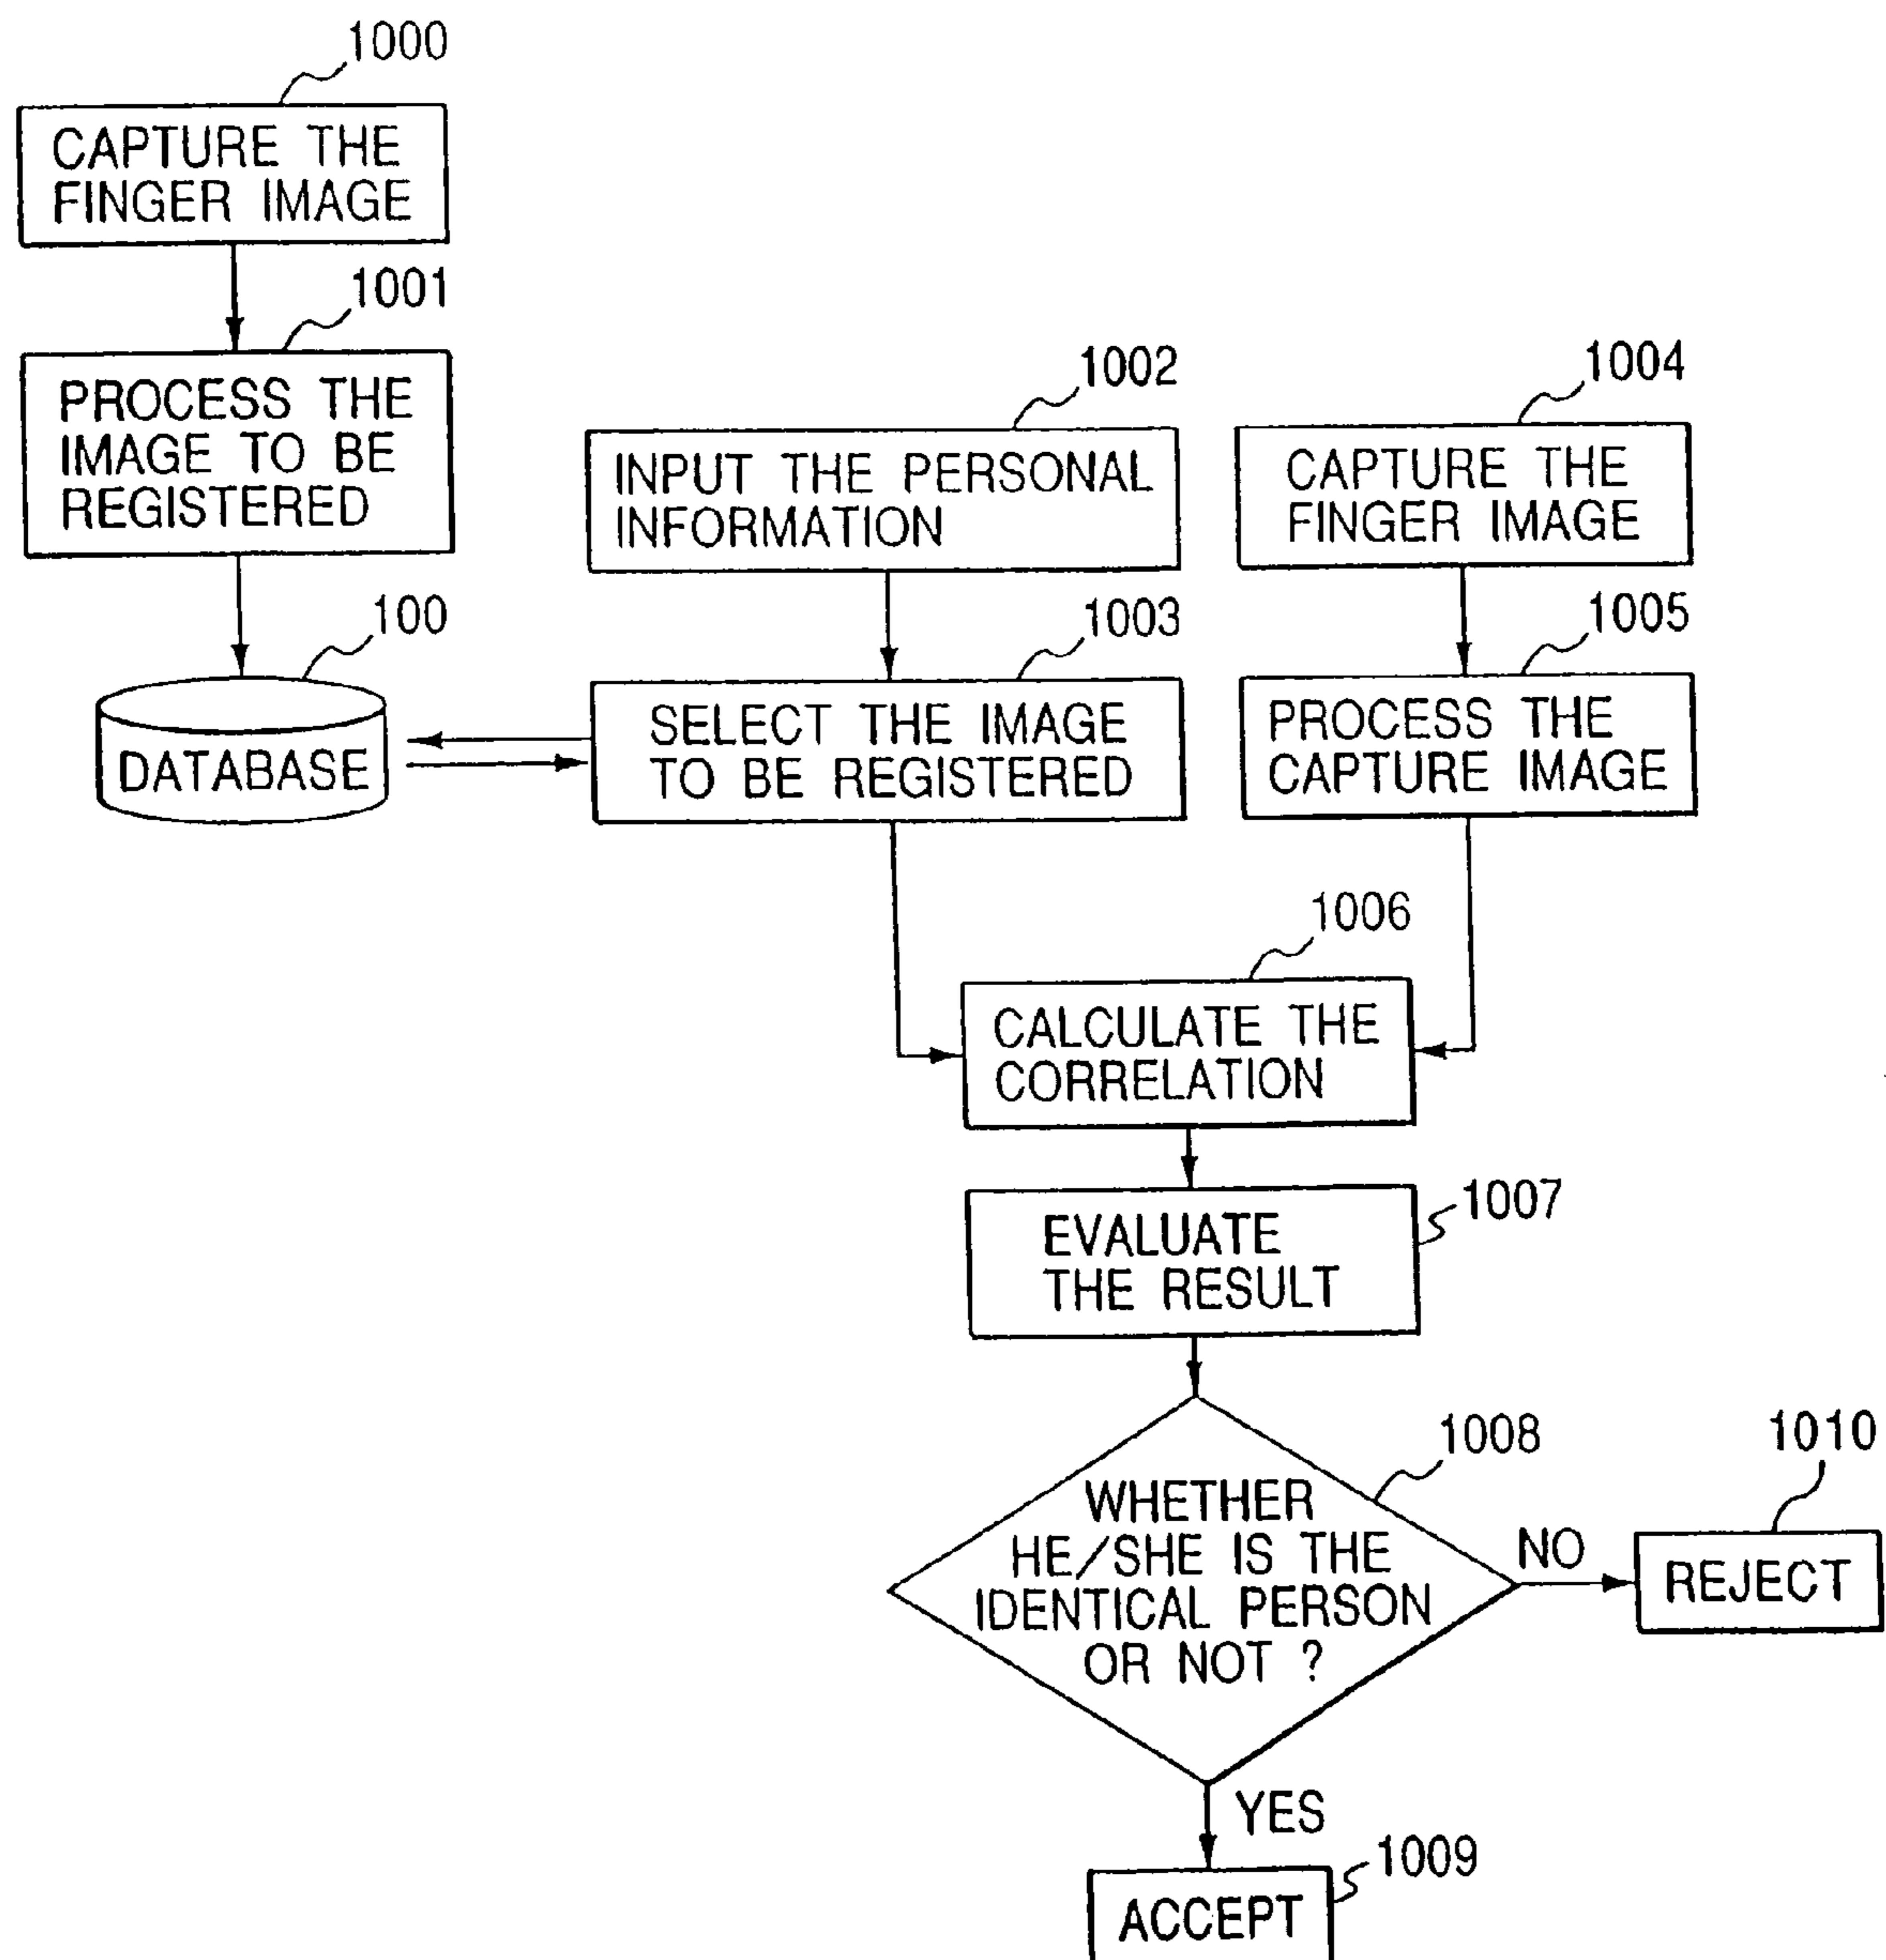 1000
CAPTURE THE
FINGER IMAGE
1001
PROCESS THE
IMAGE TO BE
REGISTERED
100
DATABASE
1002
INPUT THE PERSONAL
INFORMATION
1003
SELECT THE IMAGE
TO BE REGISTERED
1004
CAPTURE THE
FINGER IMAGE
1005
PROCESS THE
CAPTURE IMAGE
1006
CALCULATE THE
CORRELATION
1007
EVALUATE
THE RESULT
1008
WHETHER
HE/SHE IS THE
IDENTICAL PERSON
OR NOT ?
NO
1010
REJECT
YES
1009
ACCEPT